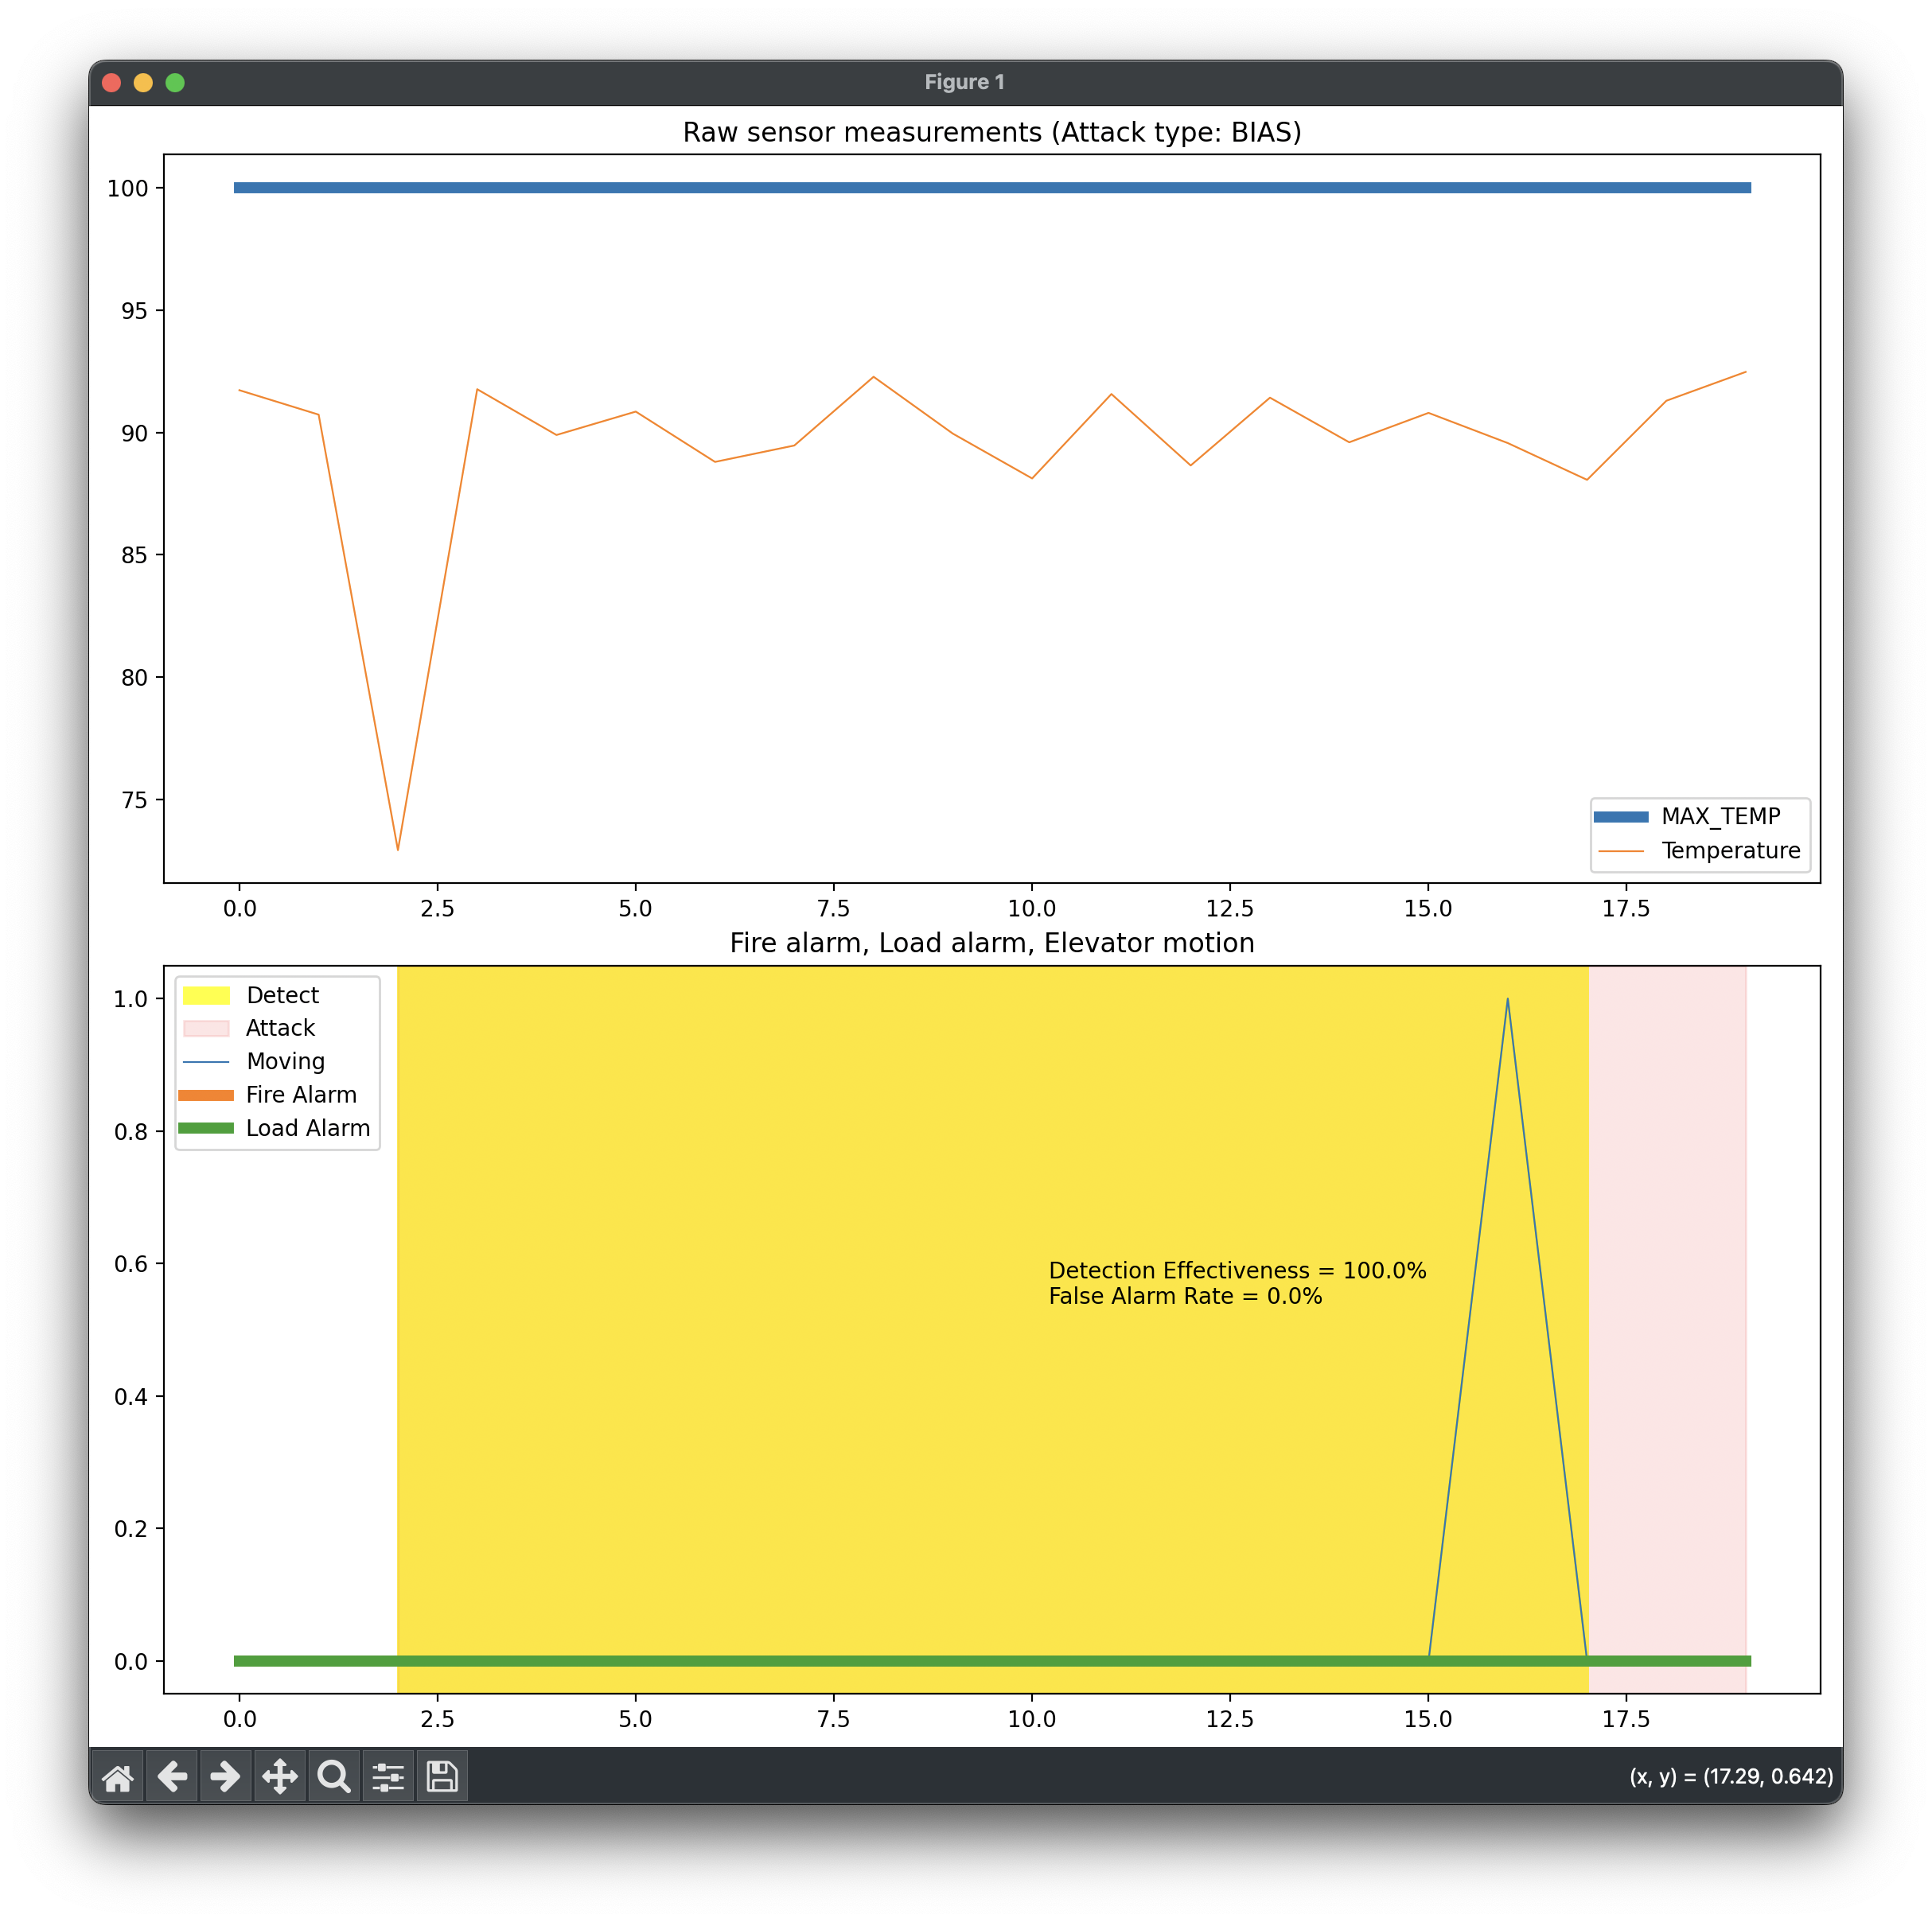 Figure 1
Raw sensor measurements (Attack type: BIAS)
100
95
90
85
80
75
MAX_TEMP
Temperature
0.0 2.5 5.0 7.5 10.0 12.5 15.0 17.5
Fire alarm, Load alarm, Elevator motion
1.0
0.8
0.6
0.4
0.2
0.0
Detect
Attack
Moving
Fire Alarm
Load Alarm
Detection Effectiveness = 100.0%
False Alarm Rate = 0.0%
0.0 2.5 5.0 7.5 10.0 12.5 15.0 17.5
(x, y) = (17.29, 0.642)